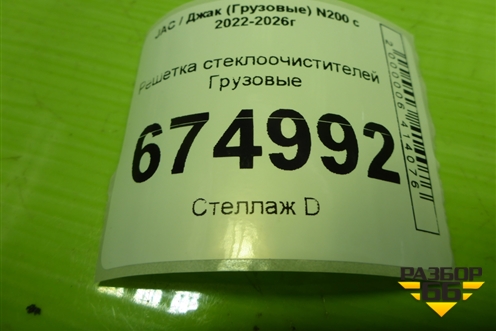 JAC / Джак (Грузовые) N200 с
2022-2026г
Решетка стеклоочистителей
Грузовые
674992
Стеллаж D
2000006414076
РАЗБОР
66